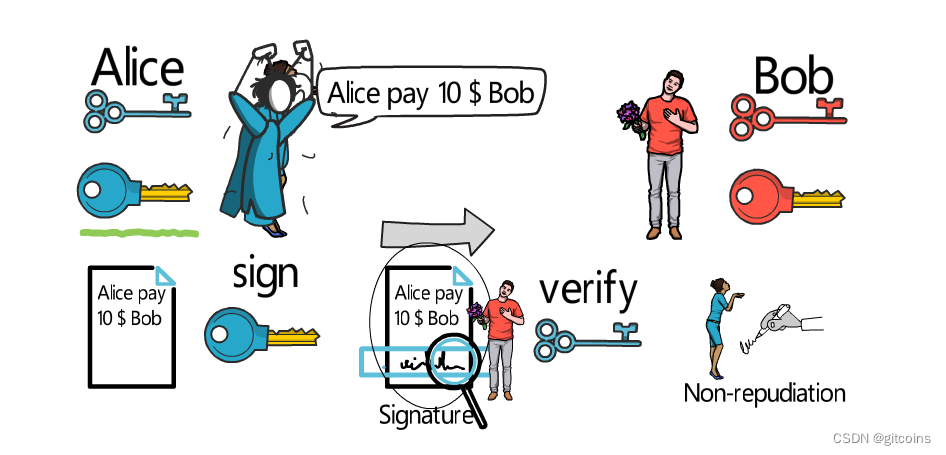 Alice
Alice pay 10 $ Bob
Bob
sign
Alice pay
10 $ Bob
Alice pay
10 $ Bob
verify
Signature
Non-repudiation
CSDN @gitcoins